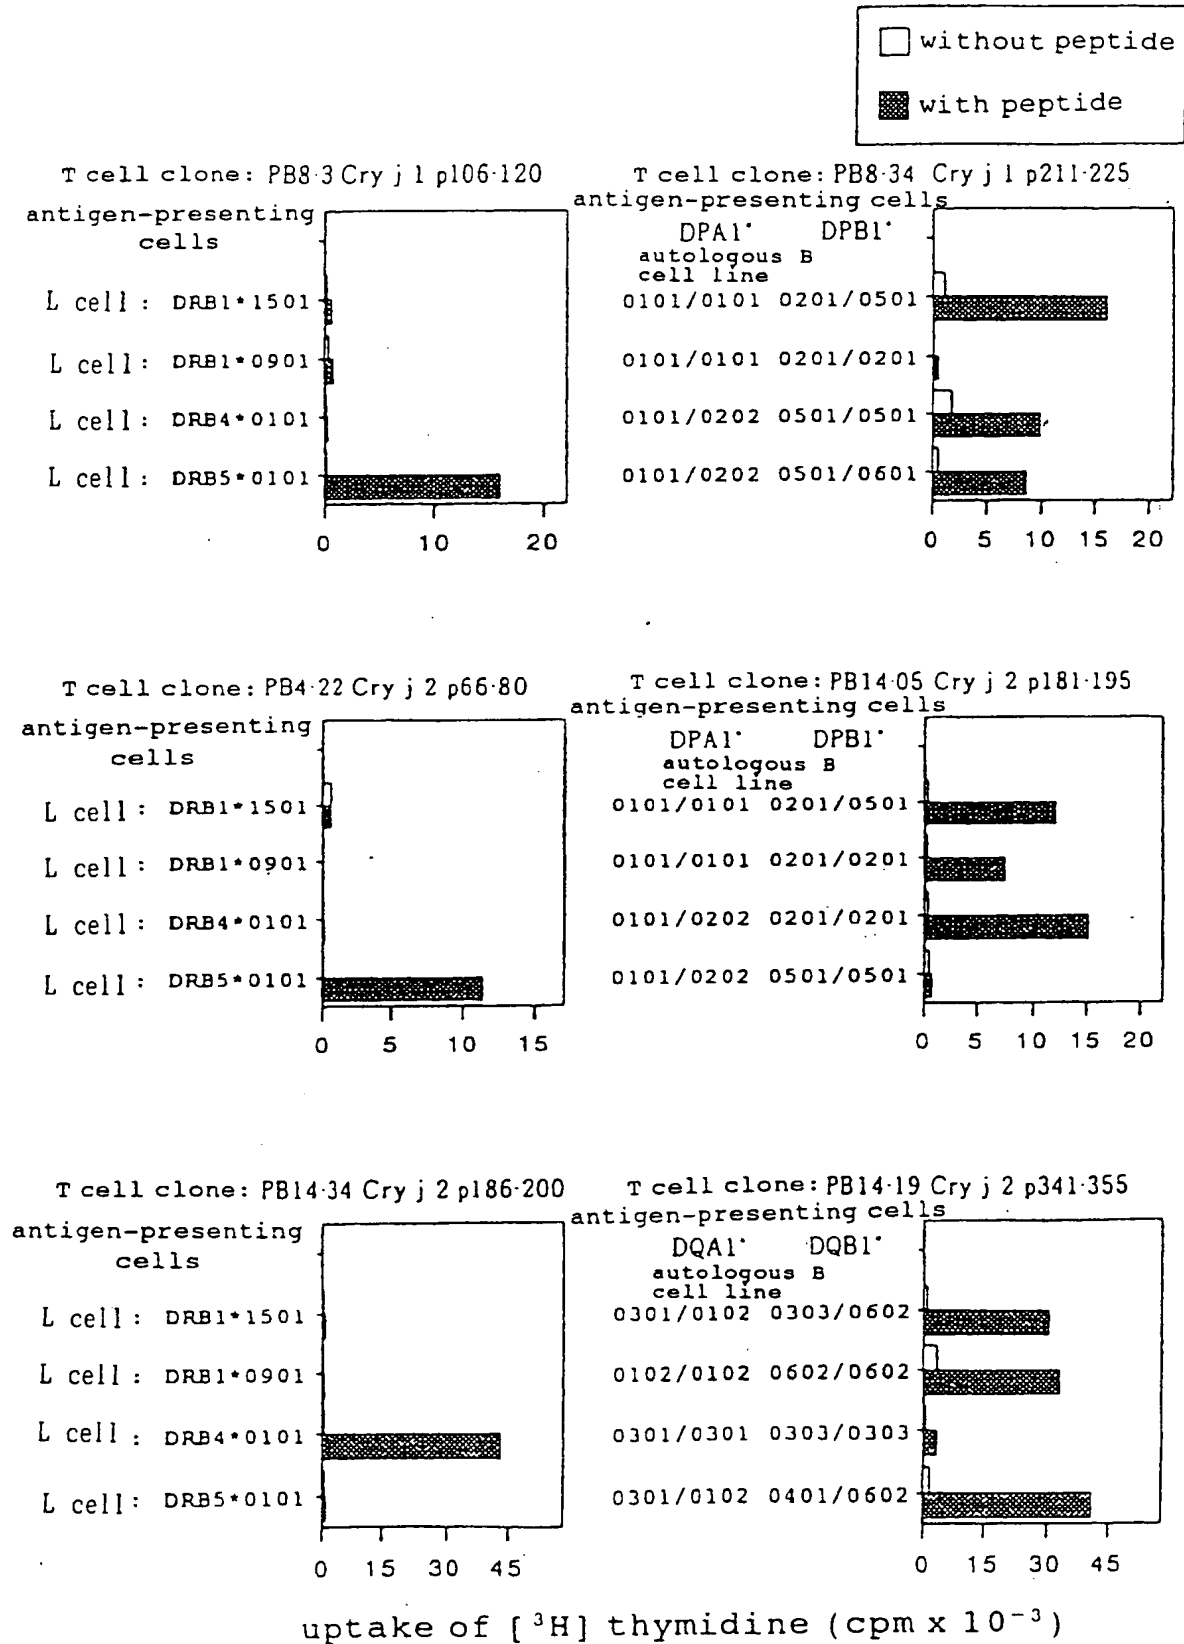 without peptide
with peptide
T cell clone: PB8·3 Cry j 1 p106-120
antigen-presenting
cells
L cell: DRB1*1501
L cell: DRB1*0901
L cell: DRB4*0101
L cell: DRB5*0101
0 10 20
T cell clone: PB8·34 Cry j 1 p211-225
antigen-presenting cells
DPA1* DPB1*
autologous B
cell line
0101/0101 0201/0501
0101/0101 0201/0201
0101/0202 0501/0501
0101/0202 0501/0601
0 5 10 15 20
T cell clone: PB4·22 Cry j 2 p66-80
antigen-presenting
cells
L cell: DRB1*1501
L cell: DRB1*0901
L cell: DRB4*0101
L cell: DRB5*0101
0 5 10 15
T cell clone: PB14·05 Cry j 2 p181-195
antigen-presenting cells
DPA1* DPB1*
autologous B
cell line
0101/0101 0201/0501
0101/0101 0201/0201
0101/0202 0201/0201
0101/0202 0501/0501
0 5 10 15 20
T cell clone: PB14·34 Cry j 2 p186·200
antigen-presenting
cells
L cell: DRB1*1501
L cell: DRB1*0901
L cell: DRB4*0101
L cell: DRB5*0101
0 15 30 45
T cell clone: PB14·19 Cry j 2 p341-355
antigen-presenting cells
DQA1* DQB1*
autologous B
cell line
0301/0102 0303/0602
0102/0102 0602/0602
0301/0301 0303/0303
0301/0102 0401/0602
0 15 30 45
uptake of [³H] thymidine (cpm x 10⁻³)